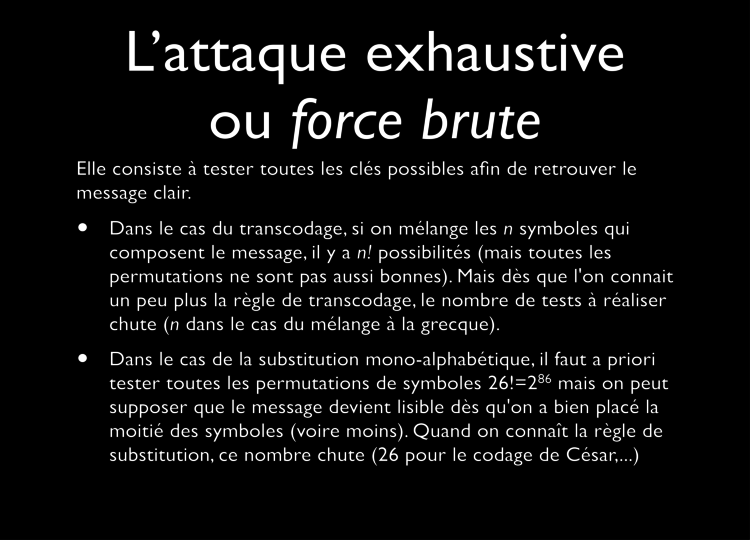 L’attaque exhaustive
ou force brute
Elle consiste à tester toutes les clés possibles afin de retrouver le
message clair.
• Dans le cas du transcodage, si on mélange les n symboles qui
composent le message, il y a n! possibilités (mais toutes les
permutations ne sont pas aussi bonnes). Mais dès que l'on connait
un peu plus la règle de transcodage, le nombre de tests à réaliser
chute (n dans le cas du mélange à la grecque).
• Dans le cas de la substitution mono-alphabétique, il faut a priori
tester toutes les permutations de symboles 26!=2⁸⁶ mais on peut
supposer que le message devient lisible dès qu'on a bien placé la
moitié des symboles (voire moins). Quand on connaît la règle de
substitution, ce nombre chute (26 pour le codage de César,...)